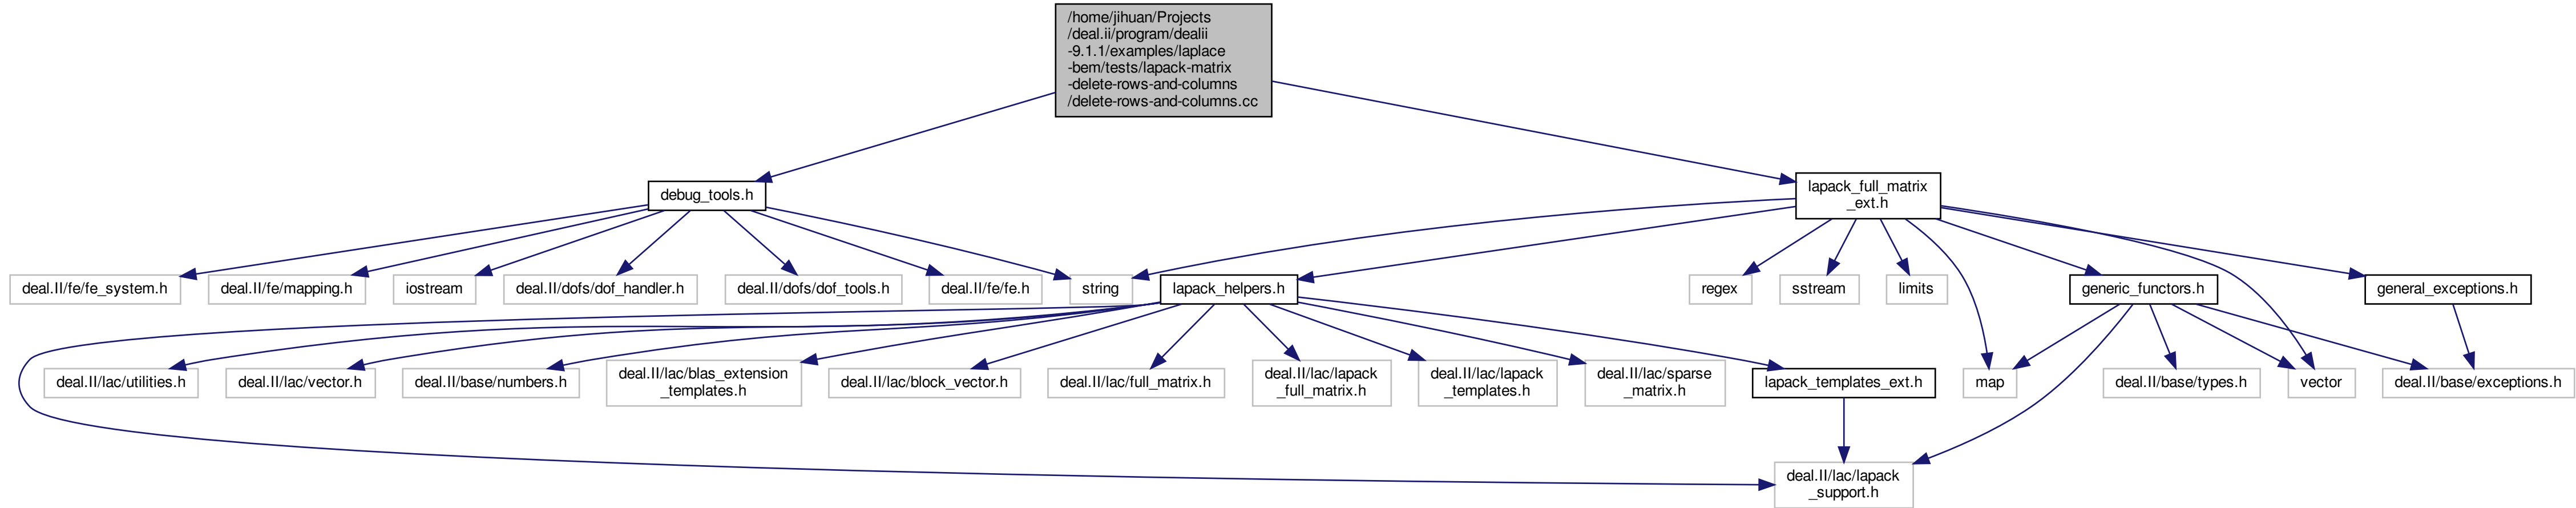 /home/jihuan/Projects
/deal.ii/program/dealii
-9.1.1/examples/laplace
-bem/tests/lapack-matrix
-delete-rows-and-columns
/delete-rows-and-columns.cc
debug_tools.h
lapack_full_matrix
_ext.h
deal.II/fe/fe_system.h
deal.II/fe/mapping.h
iostream
deal.II/dofs/dof_handler.h
deal.II/dofs/dof_tools.h
deal.II/fe/fe.h
string
lapack_helpers.h
regex
sstream
limits
generic_functors.h
general_exceptions.h
deal.II/lac/utilities.h
deal.II/lac/vector.h
deal.II/base/numbers.h
deal.II/lac/blas_extension
_templates.h
deal.II/lac/block_vector.h
deal.II/lac/full_matrix.h
deal.II/lac/lapack
_full_matrix.h
deal.II/lac/lapack
_templates.h
deal.II/lac/sparse
_matrix.h
lapack_templates_ext.h
map
deal.II/base/types.h
vector
deal.II/base/exceptions.h
deal.II/lac/lapack
_support.h